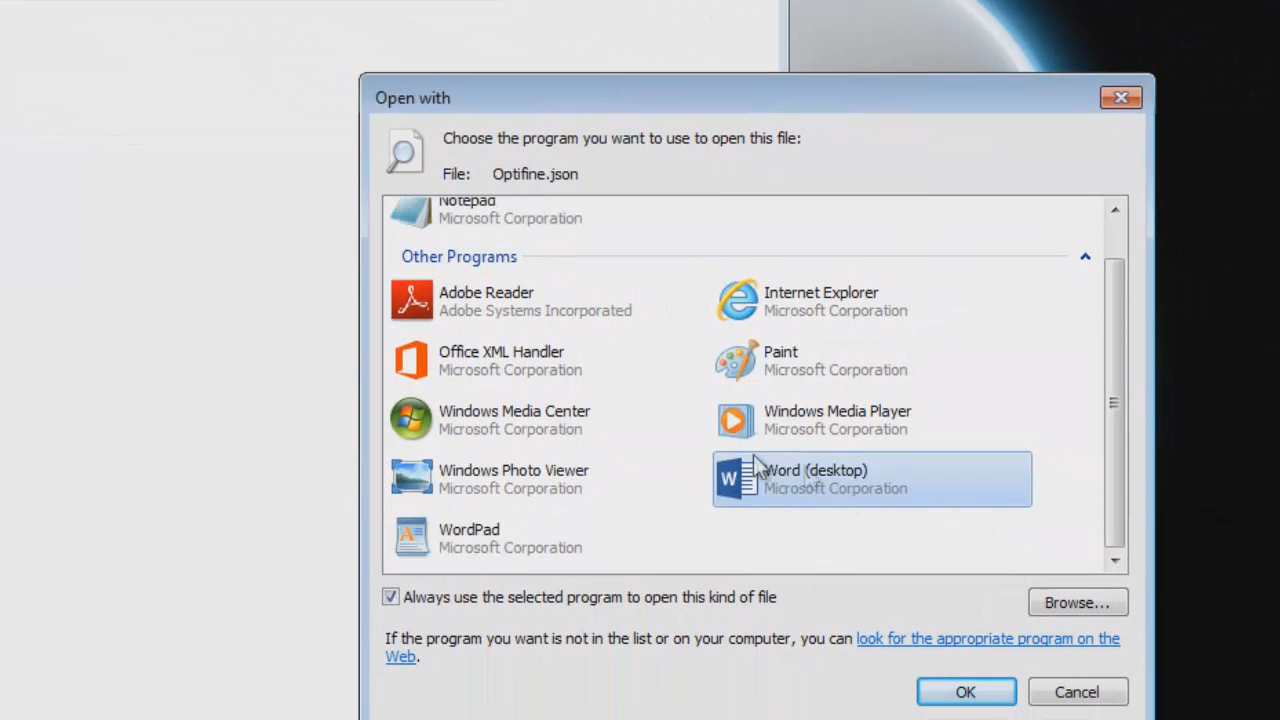 Open with
Choose the program you want to use to open this file:
File: Optifine.json
Notepad
Microsoft Corporation
Other Programs
Adobe Reader
Adobe Systems Incorporated
Internet Explorer
Microsoft Corporation
Office XML Handler
Microsoft Corporation
Paint
Microsoft Corporation
Windows Media Center
Microsoft Corporation
Windows Media Player
Microsoft Corporation
Windows Photo Viewer
Microsoft Corporation
W
Word (desktop)
Microsoft Corporation
WordPad
Microsoft Corporation
Always use the selected program to open this kind of file
Browse...
If the program you want is not in the list or on your computer, you can look for the appropriate program on the
Web.
OK
Cancel